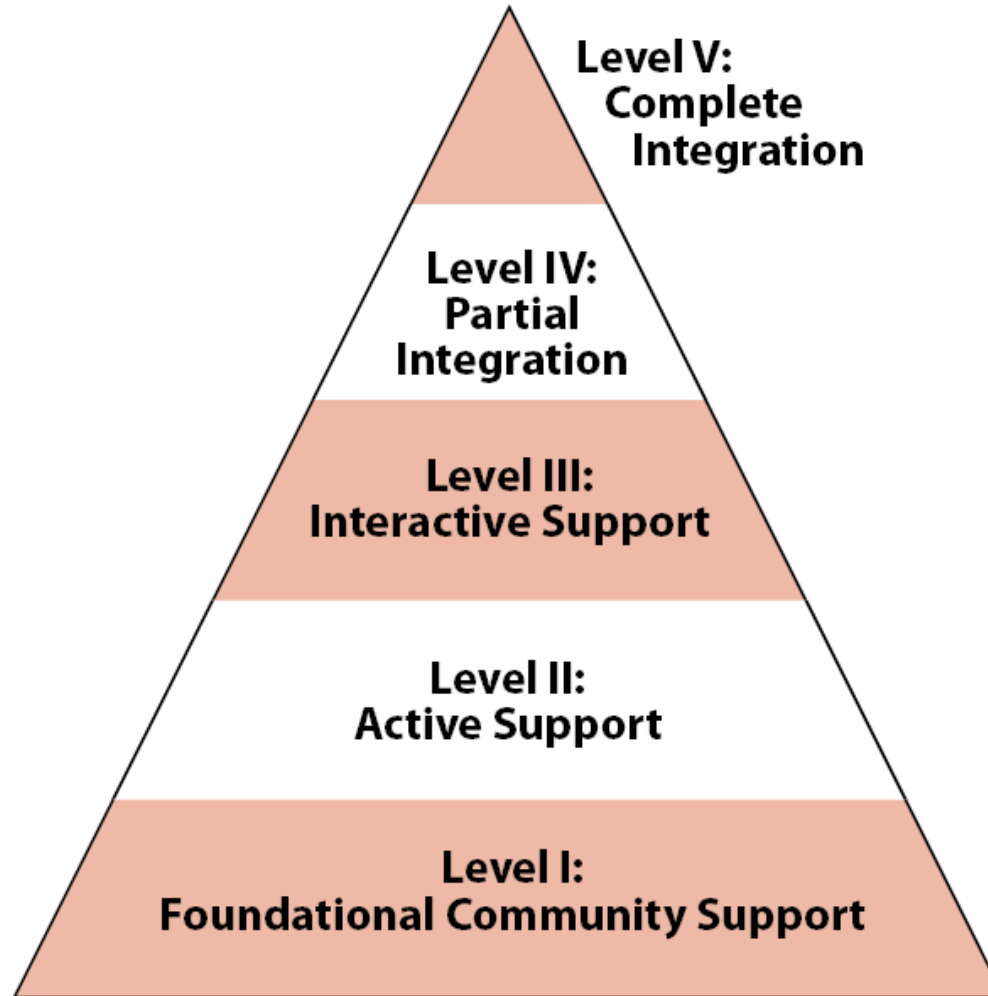 Level V:
Complete
Integration
Level IV:
Partial
Integration
Level III:
Interactive Support
Level II:
Active Support
Level I:
Foundational Community Support